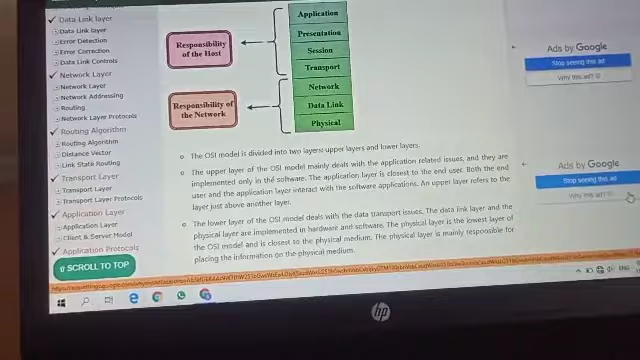 Data Link layer
Data Link layer
Error Detection
Error Correction
Data Link Controls
Network Layer
Network Layer
Network Addressing
Routing
Network Layer Protocols
Routing Algorithm
Routing Algorithm
Distance Vector
Link State Routing
Transport Layer
Transport Layer
Transport Layer Protocols
Application Layer
Application Layer
Client & Server Model
Application Protocols
SCROLL TO TOP
Responsibility
of the Host
Responsibility of
the Network
Application
Presentation
Session
Transport
Network
Data Link
Physical
The OSI model is divided into two layers: upper layers and lower layers.
The upper layer of the OSI model mainly deals with the application related issues, and they are
implemented only in the software. The application layer is closest to the end user. Both the end
user and the application layer interact with the software applications. An upper layer refers to the
layer just above another layer.
The lower layer of the OSI model deals with the data transport issues. The data link layer and the
physical layer are implemented in hardware and software. The physical layer is the lowest layer of
the OSI model and is closest to the physical medium. The physical layer is mainly responsible for
placing the information on the physical medium.
Ads by Google
Stop seeing this ad
Why this ad?
Ads by Google
Stop seeing this ad
Why this ad?
ENG
hp